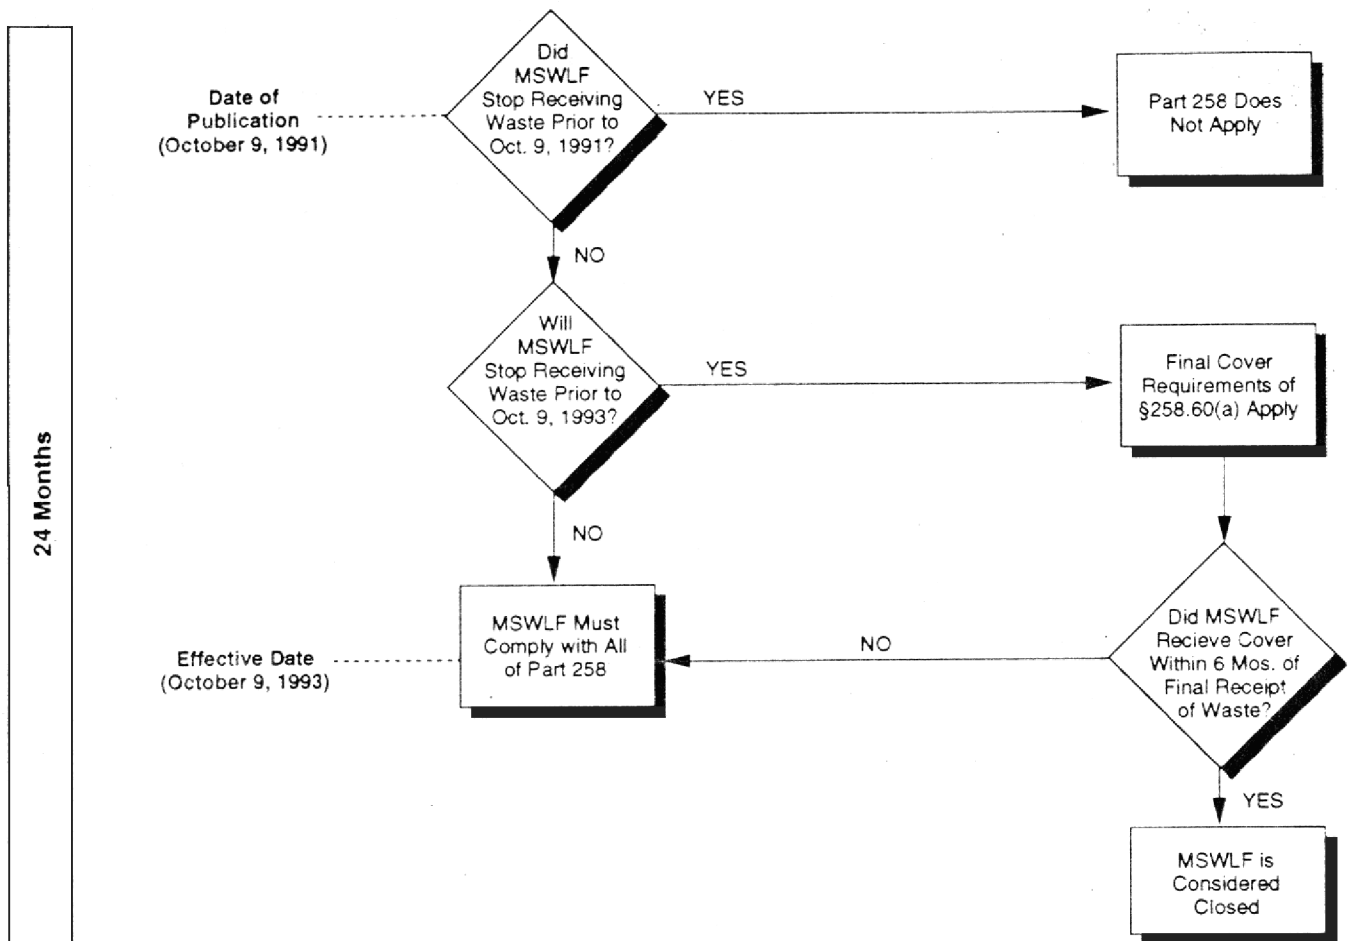 Did
MSWLF
Stop Receiving
Waste Prior to
Oct. 9, 1991?
Date of
Publication
(October 9, 1991)
YES
Part 258 Does
Not Apply
NO
Will
MSWLF
Stop Receiving
Waste Prior to
Oct. 9, 1993?
YES
Final Cover
Requirements of
§258.60(a) Apply
24 Months
NO
MSWLF Must
Comply with All
of Part 258
Effective Date
(October 9, 1993)
NO
Did MSWLF
Recieve Cover
Within 6 Mos. of
Final Receipt
of Waste?
YES
MSWLF is
Considered
Closed